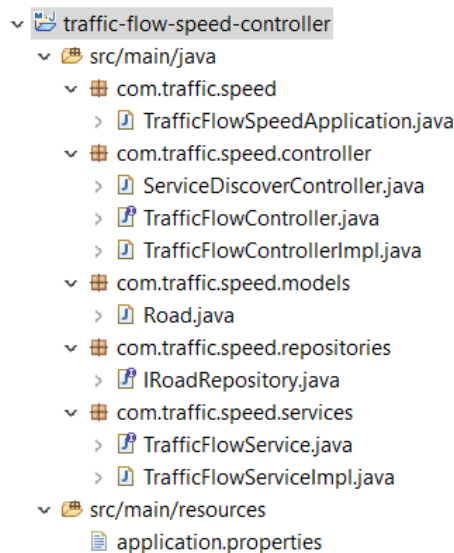 traffic-flow-speed-controller
src/main/java
com.traffic.speed
TrafficFlowSpeedApplication.java
com.traffic.speed.controller
ServiceDiscoverController.java
TrafficFlowController.java
TrafficFlowControllerImpl.java
com.traffic.speed.models
Road.java
com.traffic.speed.repositories
IRoadRepository.java
com.traffic.speed.services
TrafficFlowService.java
TrafficFlowServiceImpl.java
src/main/resources
application.properties